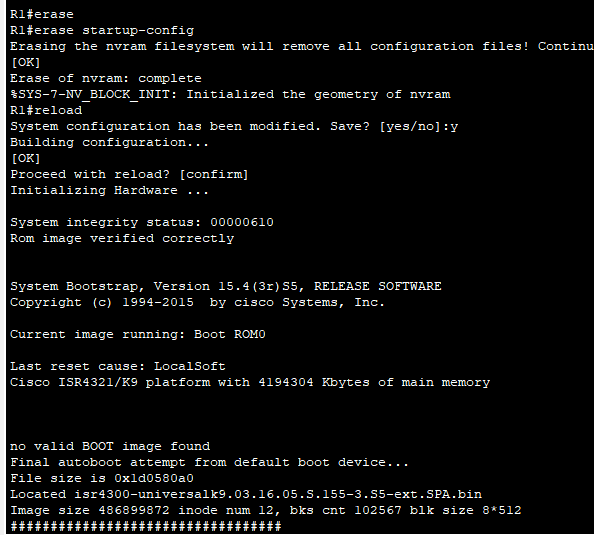 R1#erase
R1#erase startup-config
Erasing the nvram filesystem will remove all configuration files! Continu
[OK]
Erase of nvram: complete
%SYS-7-NV_BLOCK_INIT: Initialized the geometry of nvram
R1#reload
System configuration has been modified. Save? [yes/no]:y
Building configuration...
[OK]
Proceed with reload? [confirm]
Initializing Hardware ...
System integrity status: 00000610
Rom image verified correctly
System Bootstrap, Version 15.4(3r)S5, RELEASE SOFTWARE
Copyright (c) 1994-2015  by cisco Systems, Inc.
Current image running: Boot ROM0
Last reset cause: LocalSoft
Cisco ISR4321/K9 platform with 4194304 Kbytes of main memory
no valid BOOT image found
Final autoboot attempt from default boot device...
File size is 0x1d0580a0
Located isr4300-universalk9.03.16.05.S.155-3.S5-ext.SPA.bin
Image size 486899872 inode num 12, bks cnt 102567 blk size 8*512
##################################